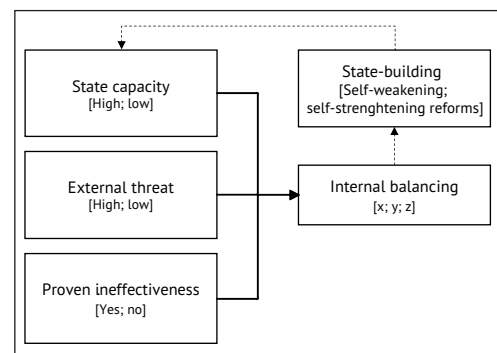 State capacity
[High; low]
State-building
[Self-weakening;
self-strenghtening reforms]
External threat
[High; low]
Internal balancing
[x; y; z]
Proven ineffectiveness
[Yes; no]